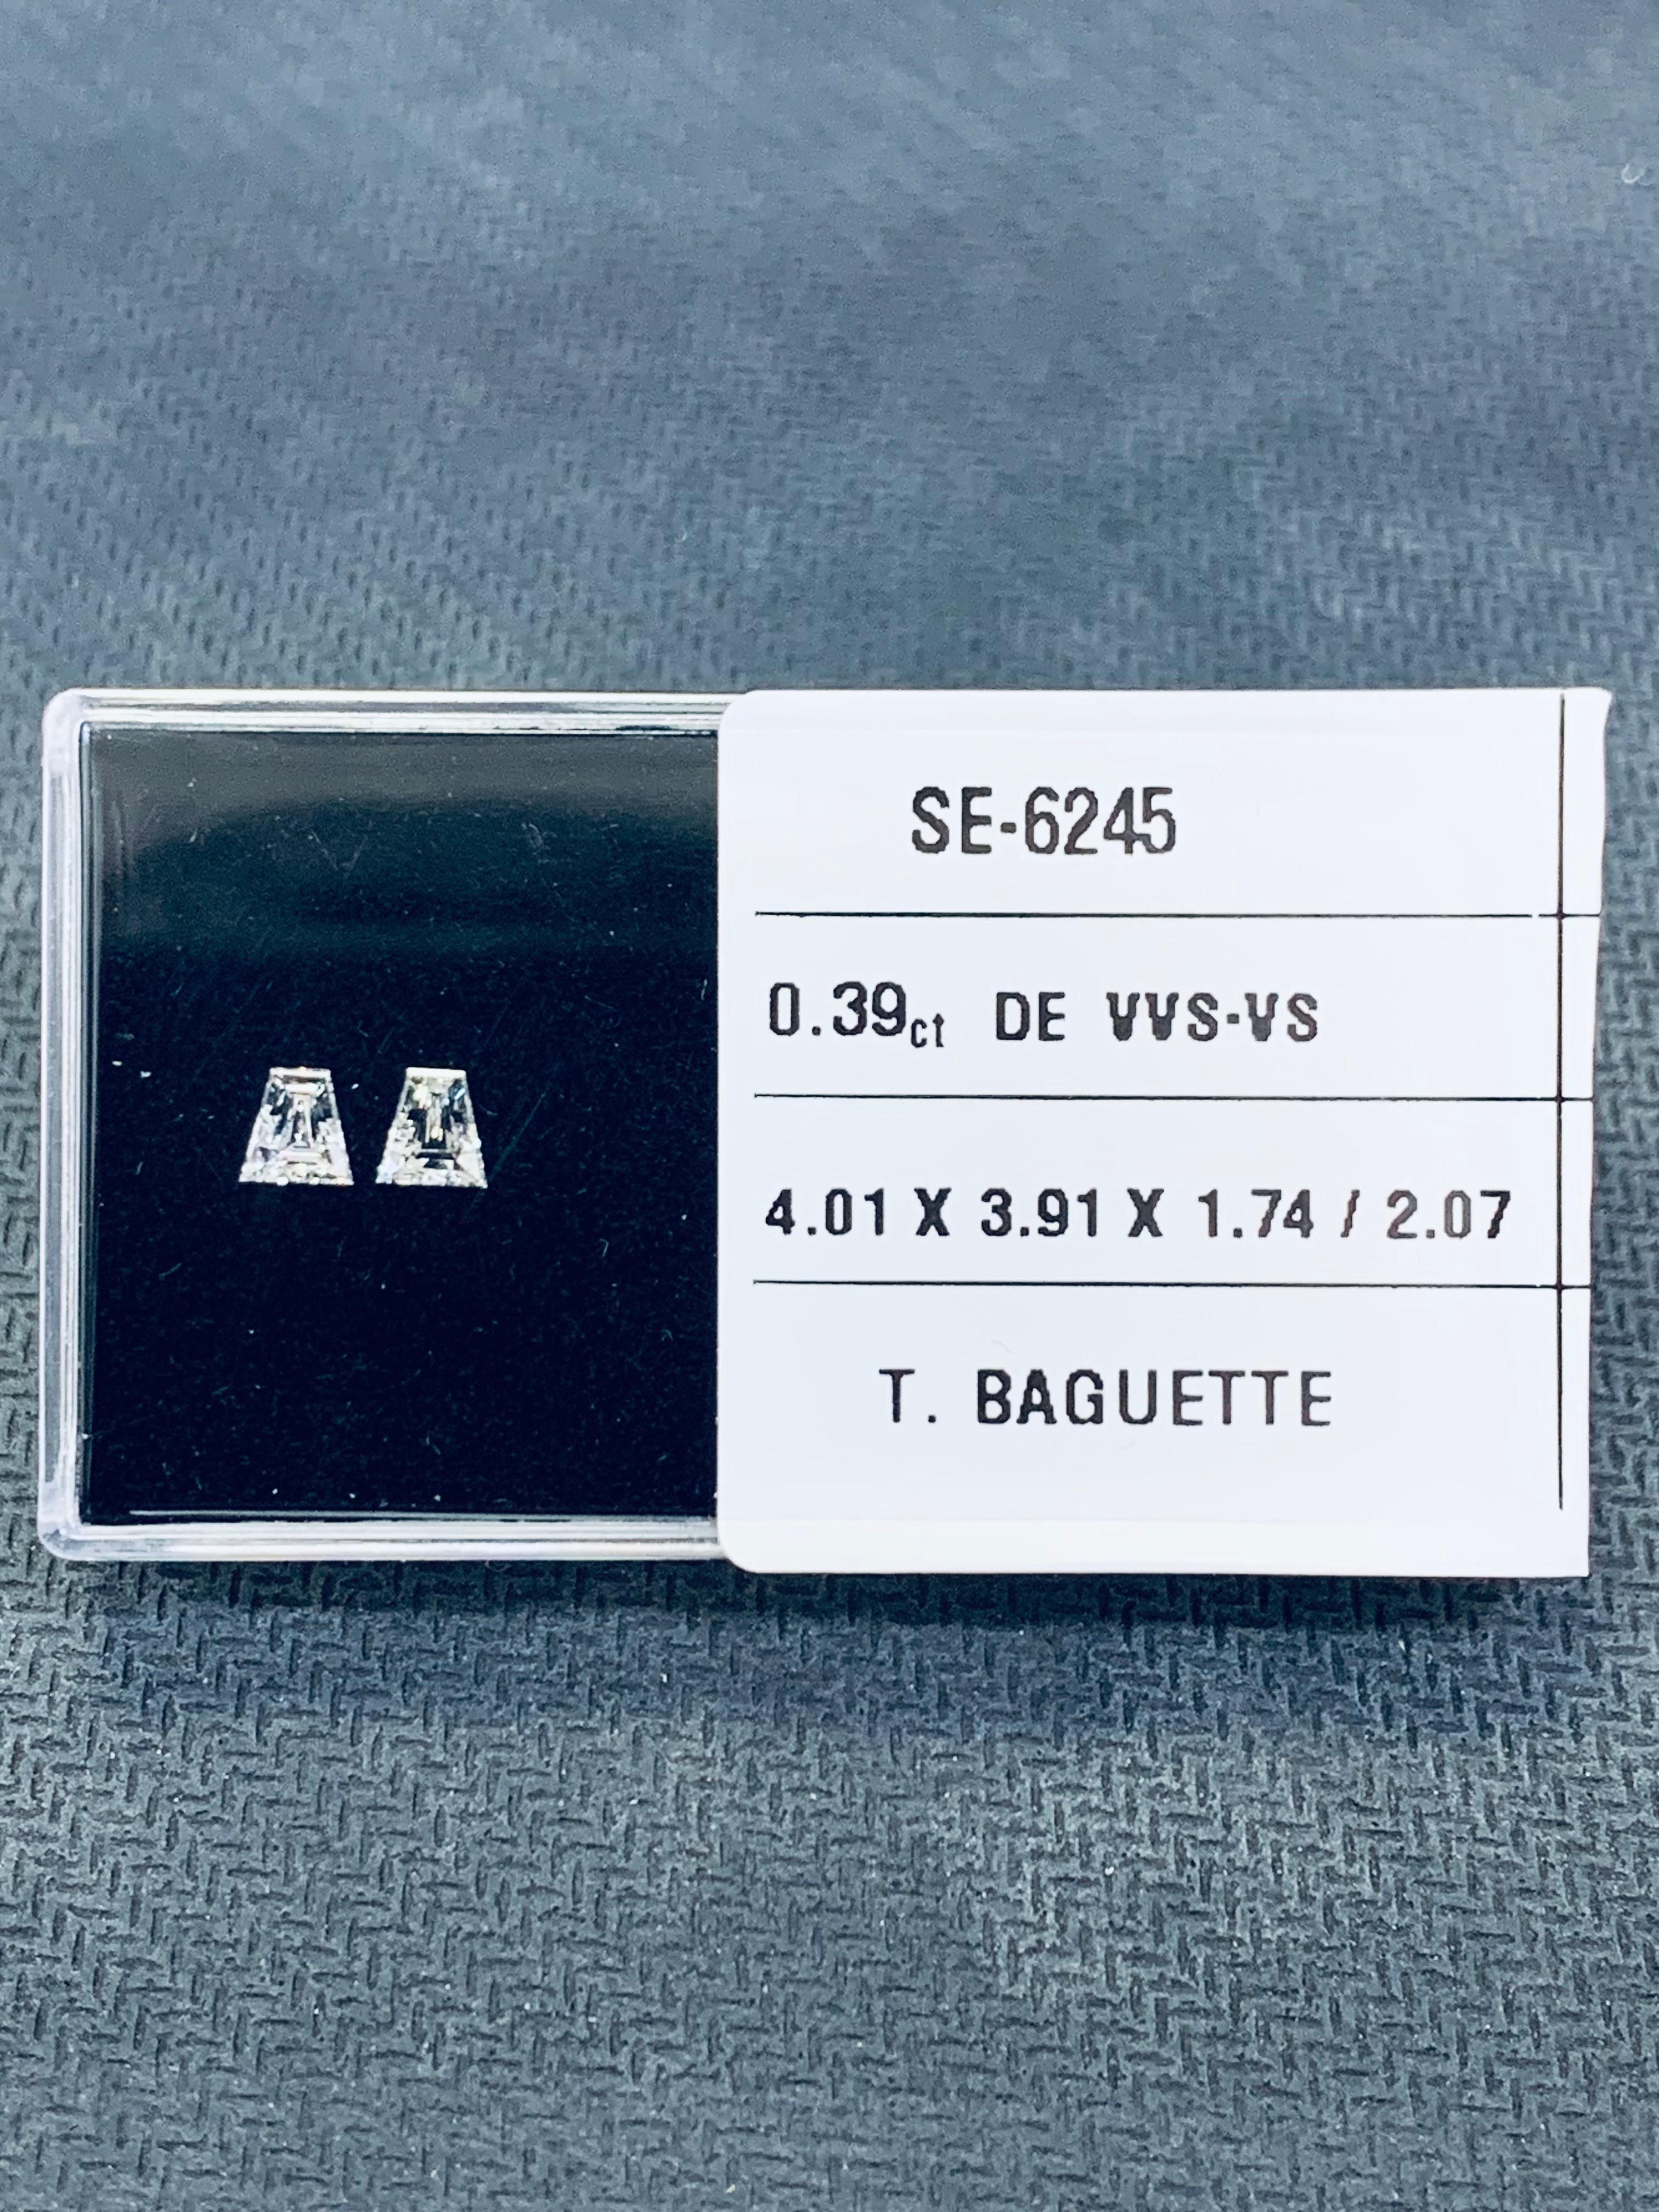 SE-6245
0.39ct DE VVS-VS
4.01 X 3.91 X 1.74 / 2.07
T. BAGUETTE